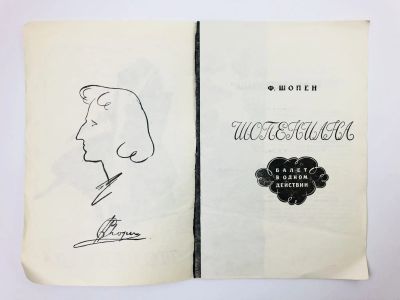 Ф. ШОПЕН
ШОПЕНИАНА
БАЛЕТ
В ОДНОМ
ДЕЙСТВИИ